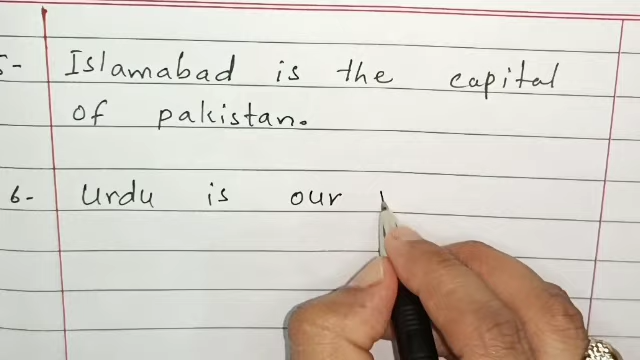 5- Islamabad is the capital
of pakistan.
6- Urdu is our